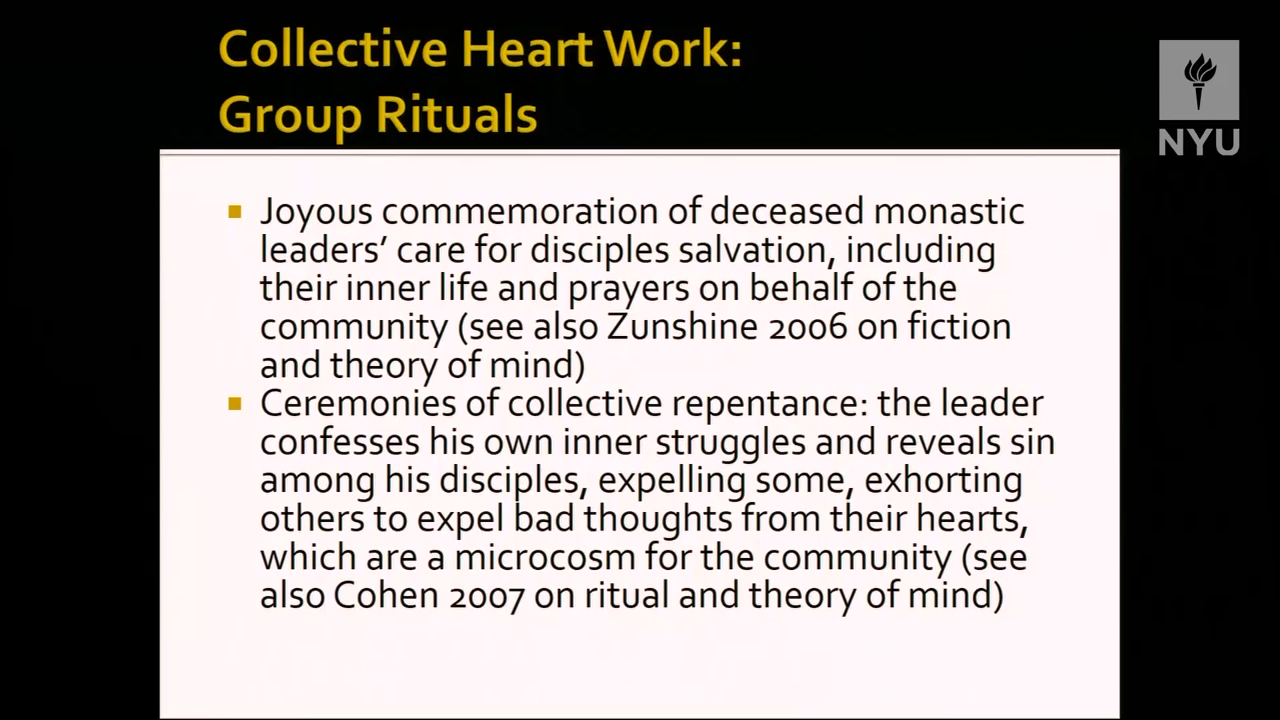 Collective Heart Work:
Group Rituals
NYU
▪ Joyous commemoration of deceased monastic
leaders’ care for disciples salvation, including
their inner life and prayers on behalf of the
community (see also Zunshine 2006 on fiction
and theory of mind)
▪ Ceremonies of collective repentance: the leader
confesses his own inner struggles and reveals sin
among his disciples, expelling some, exhorting
others to expel bad thoughts from their hearts,
which are a microcosm for the community (see
also Cohen 2007 on ritual and theory of mind)